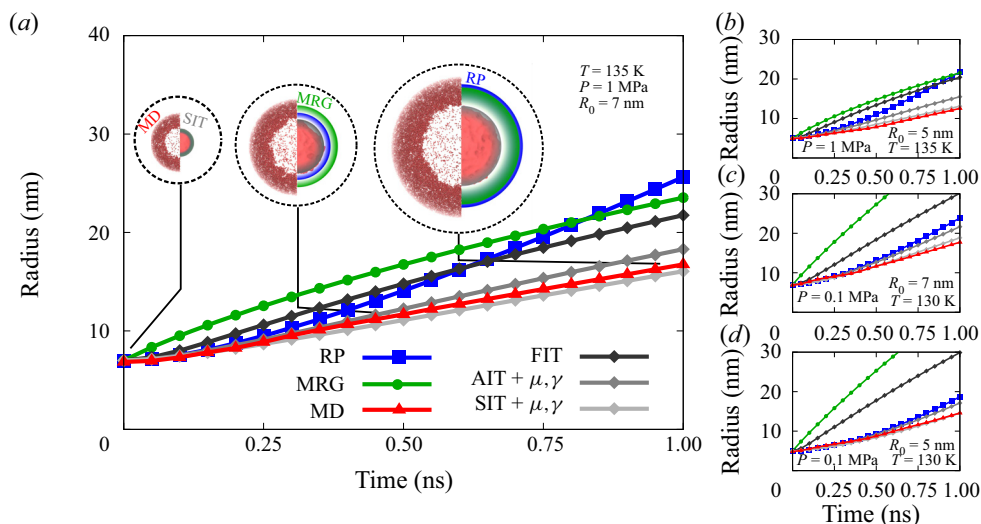 (a)
40
30
20
10
0
0.25
0.50
0.75
1.00
Radius (nm)
Time (ns)
MD
SIT
MRG
RP
T = 135 K
P = 1 MPa
R0 = 7 nm
RP
MRG
MD
FIT
AIT + μ, γ
SIT + μ, γ
(b)
30
20
10
0
0.25 0.50 0.75 1.00
Radius (nm)
R0 = 5 nm
P = 1 MPa T = 135 K
(c)
30
20
10
0
0.25 0.50 0.75 1.00
Radius (nm)
R0 = 7 nm
P = 0.1 MPa T = 130 K
(d)
30
20
10
0
0.25 0.50 0.75 1.00
Radius (nm)
R0 = 5 nm
P = 0.1 MPa T = 130 K
Time (ns)